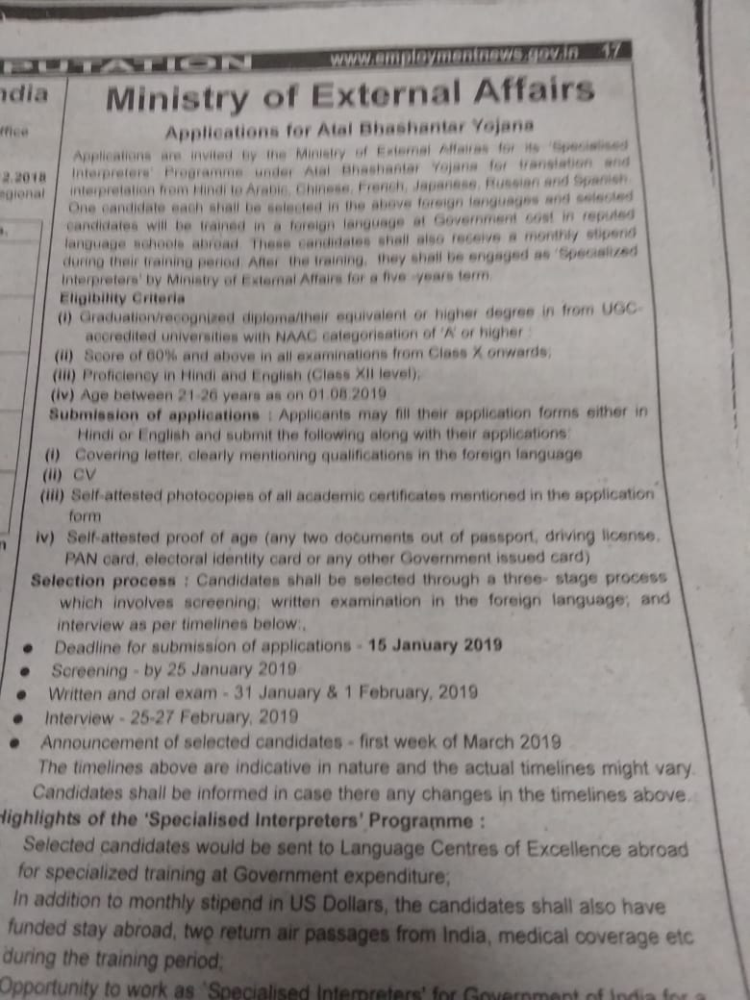 PUTATION
www.employmentnews.gov.in 17
ndia
ffice
2.2018
egional
Ministry of External Affairs
Applications for Atal Bhashantar Yojana
Applications are invited by the Ministry of External Affairas for its 'Specialised
Interpreters' Programme under Atal Bhashantar Yojana for translation and
interpretation from Hindi to Arabic, Chinese, French, Japanese, Russian and Spanish.
One candidate each shall be selected in the above foreign languages and selected
candidates will be trained in a foreign language at Government cost in reputed
language schools abroad. These candidates shall also receive a monthly stipend
during their training period. After the training, they shall be engaged as 'Specialized
Interpreters' by Ministry of External Affairs for a five -years term.
Eligibility Criteria
(i) Graduation/recognized diploma/their equivalent or higher degree in from UGC-
accredited universities with NAAC categorisation of 'A' or higher :
(ii) Score of 60% and above in all examinations from Class X onwards;
(iii) Proficiency in Hindi and English (Class XII level);
(iv) Age between 21-26 years as on 01.08.2019
Submission of applications : Applicants may fill their application forms either in
Hindi or English and submit the following along with their applications:
(i) Covering letter, clearly mentioning qualifications in the foreign language
(ii) CV
(iii) Self-attested photocopies of all academic certificates mentioned in the application
form
iv) Self-attested proof of age (any two documents out of passport, driving license,
PAN card, electoral identity card or any other Government issued card)
Selection process : Candidates shall be selected through a three- stage process
which involves screening; written examination in the foreign language; and
interview as per timelines below:,
● Deadline for submission of applications - 15 January 2019
● Screening - by 25 January 2019
● Written and oral exam - 31 January & 1 February, 2019
● Interview - 25-27 February, 2019
● Announcement of selected candidates - first week of March 2019
The timelines above are indicative in nature and the actual timelines might vary.
Candidates shall be informed in case there any changes in the timelines above.
Highlights of the 'Specialised Interpreters' Programme :
Selected candidates would be sent to Language Centres of Excellence abroad
for specialized training at Government expenditure;
In addition to monthly stipend in US Dollars, the candidates shall also have
funded stay abroad, two return air passages from India, medical coverage etc
during the training period;
Opportunity to work as 'Specialised Interpreters' for Government of India for a